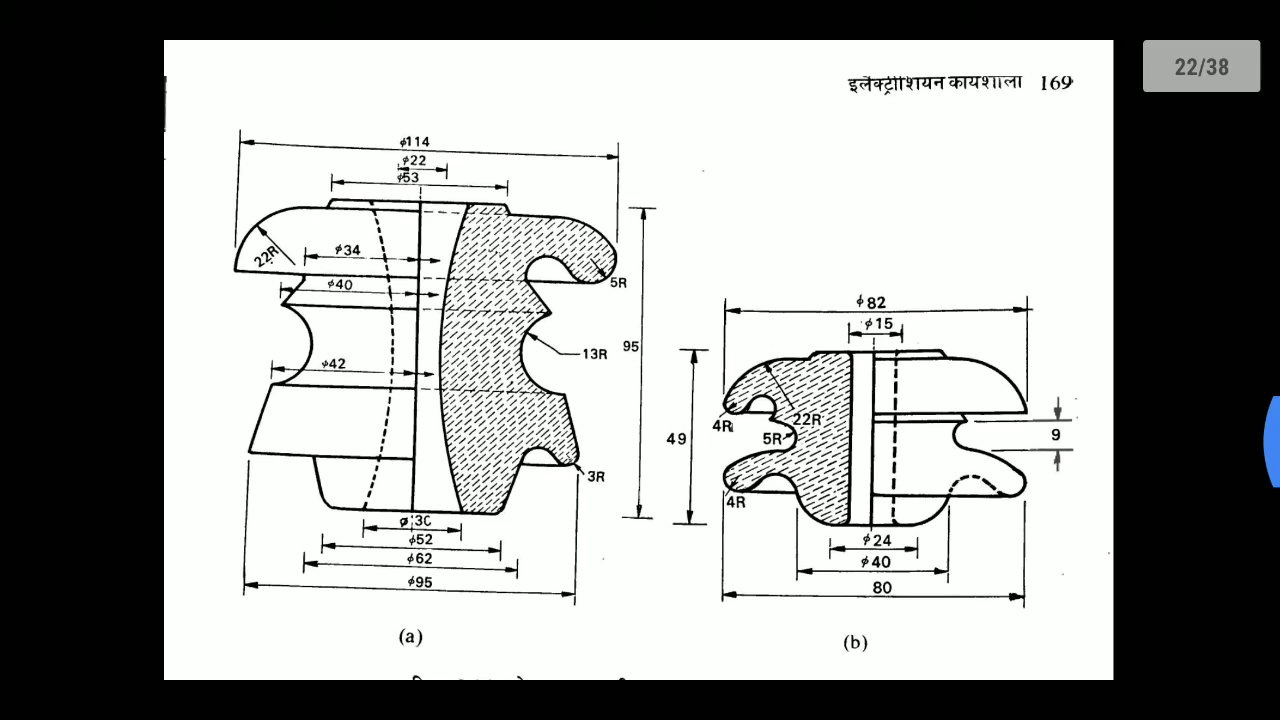 22/38
इलैक्ट्रीशियन कार्यशाला 169
φ114
φ22
φ53
22R
φ34
φ40
5R
95
13R
φ42
3R
φ30
φ52
φ62
φ95
(a)
φ82
φ15
4R
22R
5R
49
9
4R
φ24
φ40
80
(b)